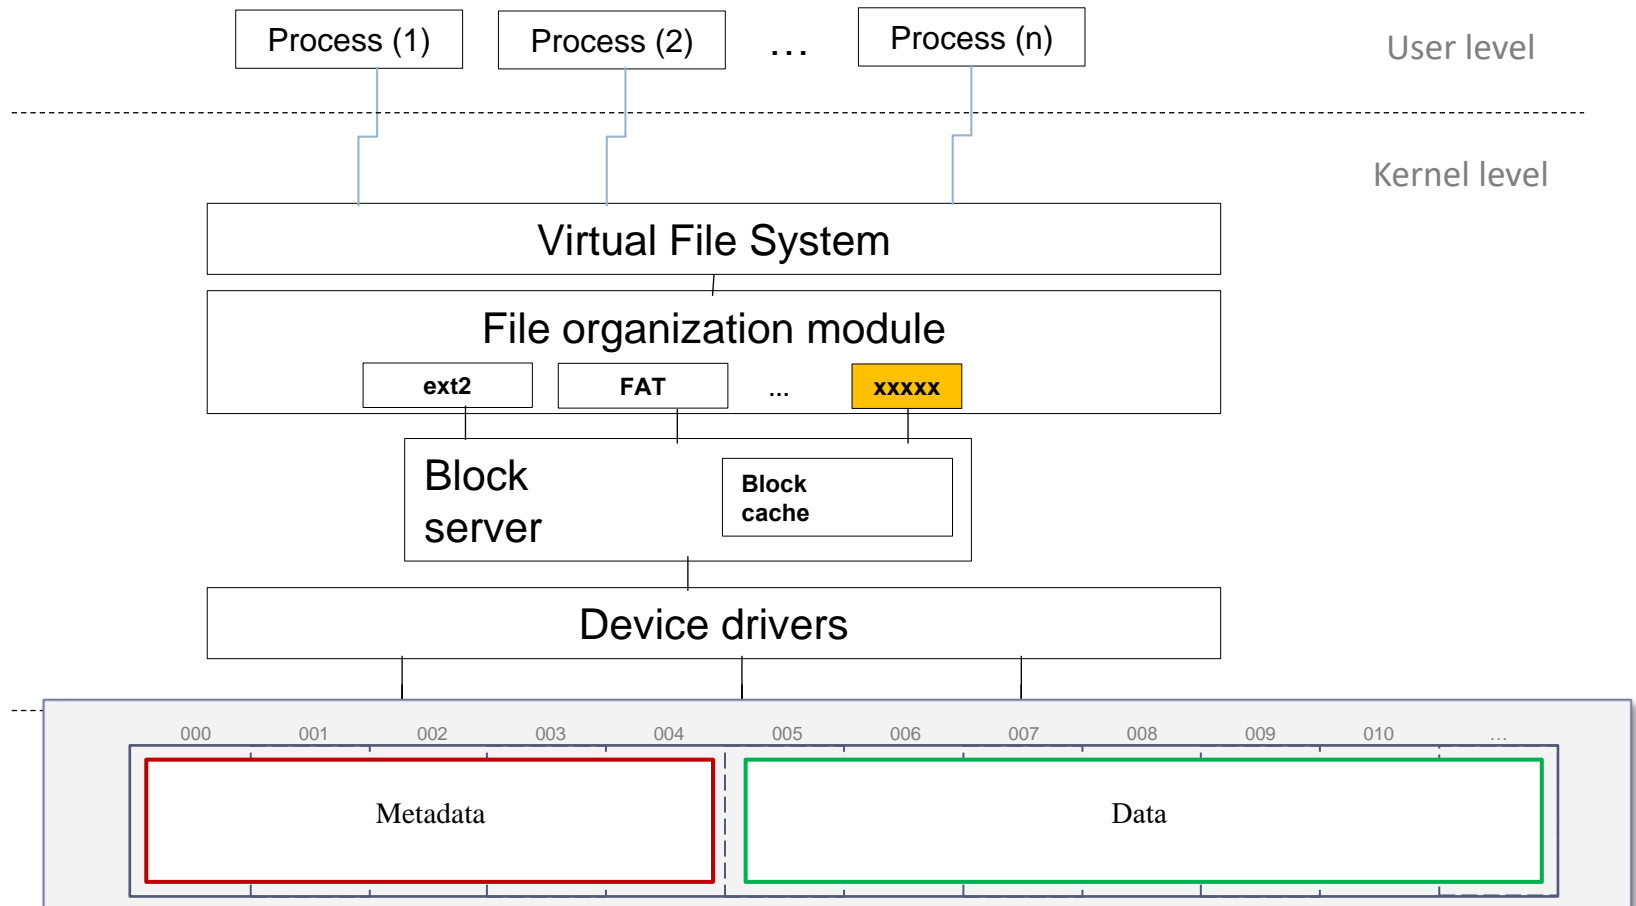 Process (1)
Process (2)
...
Process (n)
User level
Kernel level
Virtual File System
File organization module
ext2
FAT
...
xxxxx
Block
server
Block
cache
Device drivers
000 001 002 003 004 005 006 007 008 009 010 ...
Metadata
Data